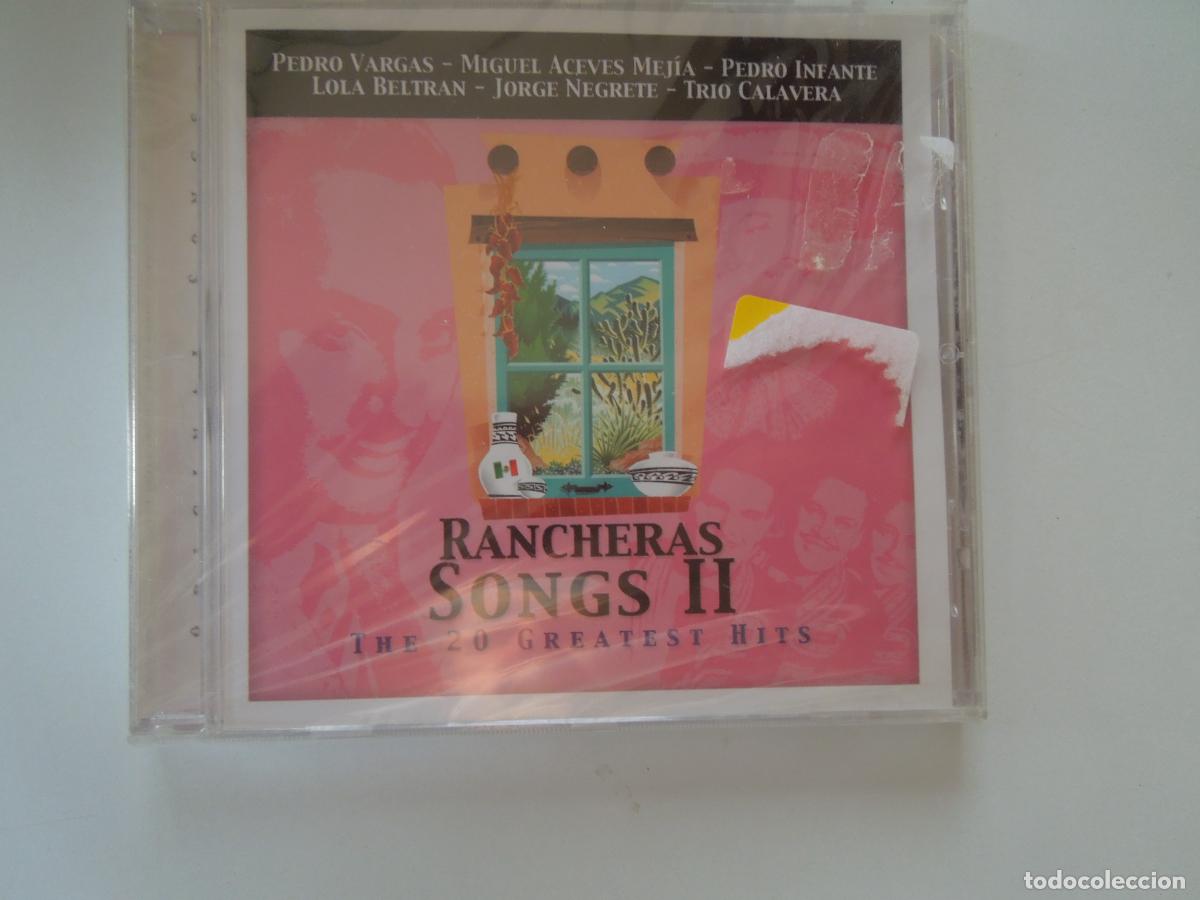 PEDRO VARGAS - MIGUEL ACEVES MEJÍA - PEDRO INFANTE
LOLA BELTRAN - JORGE NEGRETE - TRIO CALAVERA
RANCHERAS
SONGS II
THE 20 GREATEST HITS
todocoleccion